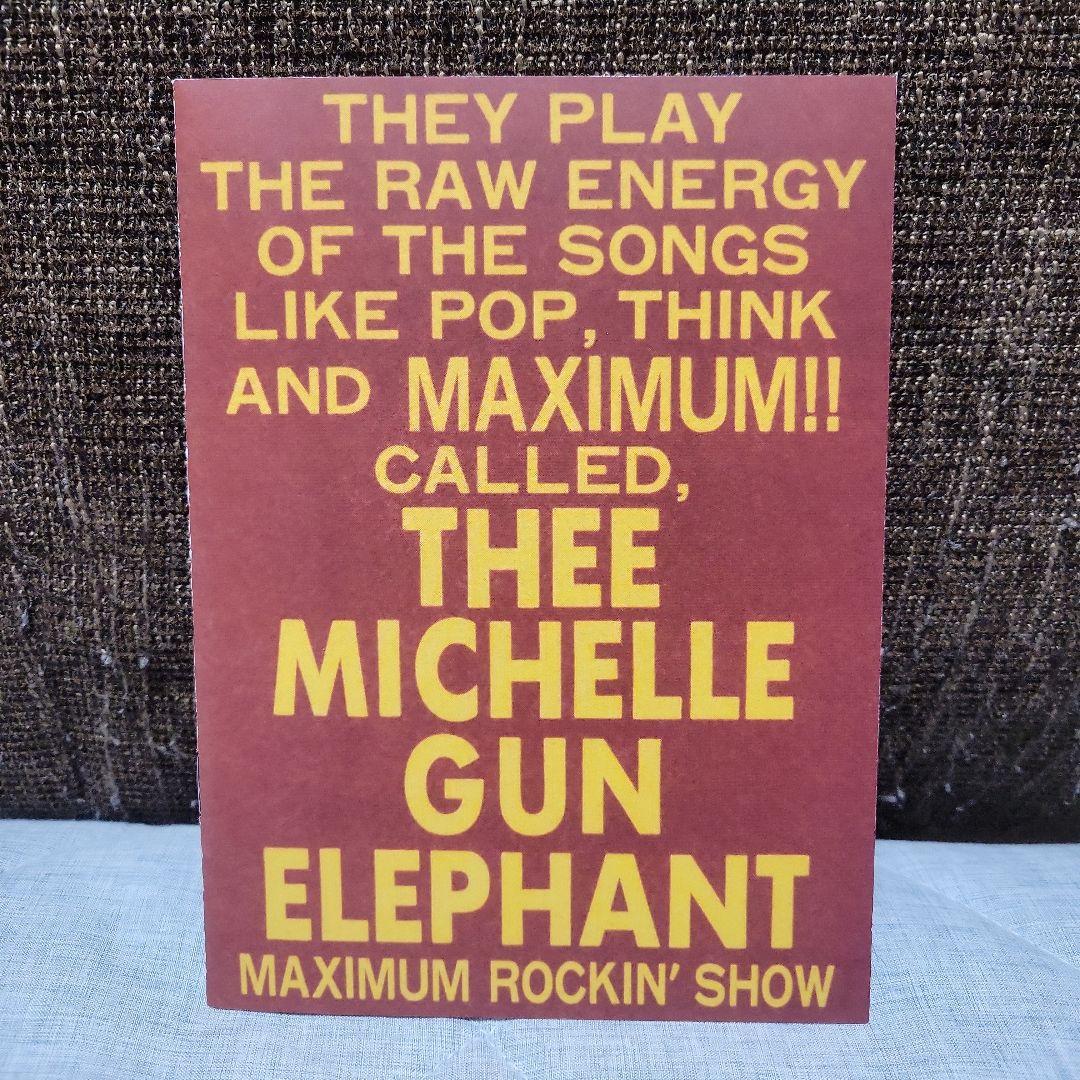 THEY PLAY
THE RAW ENERGY
OF THE SONGS
LIKE POP, THINK
AND MAXIMUM!!
CALLED,
THEE
MICHELLE
GUN
ELEPHANT
MAXIMUM ROCKIN' SHOW